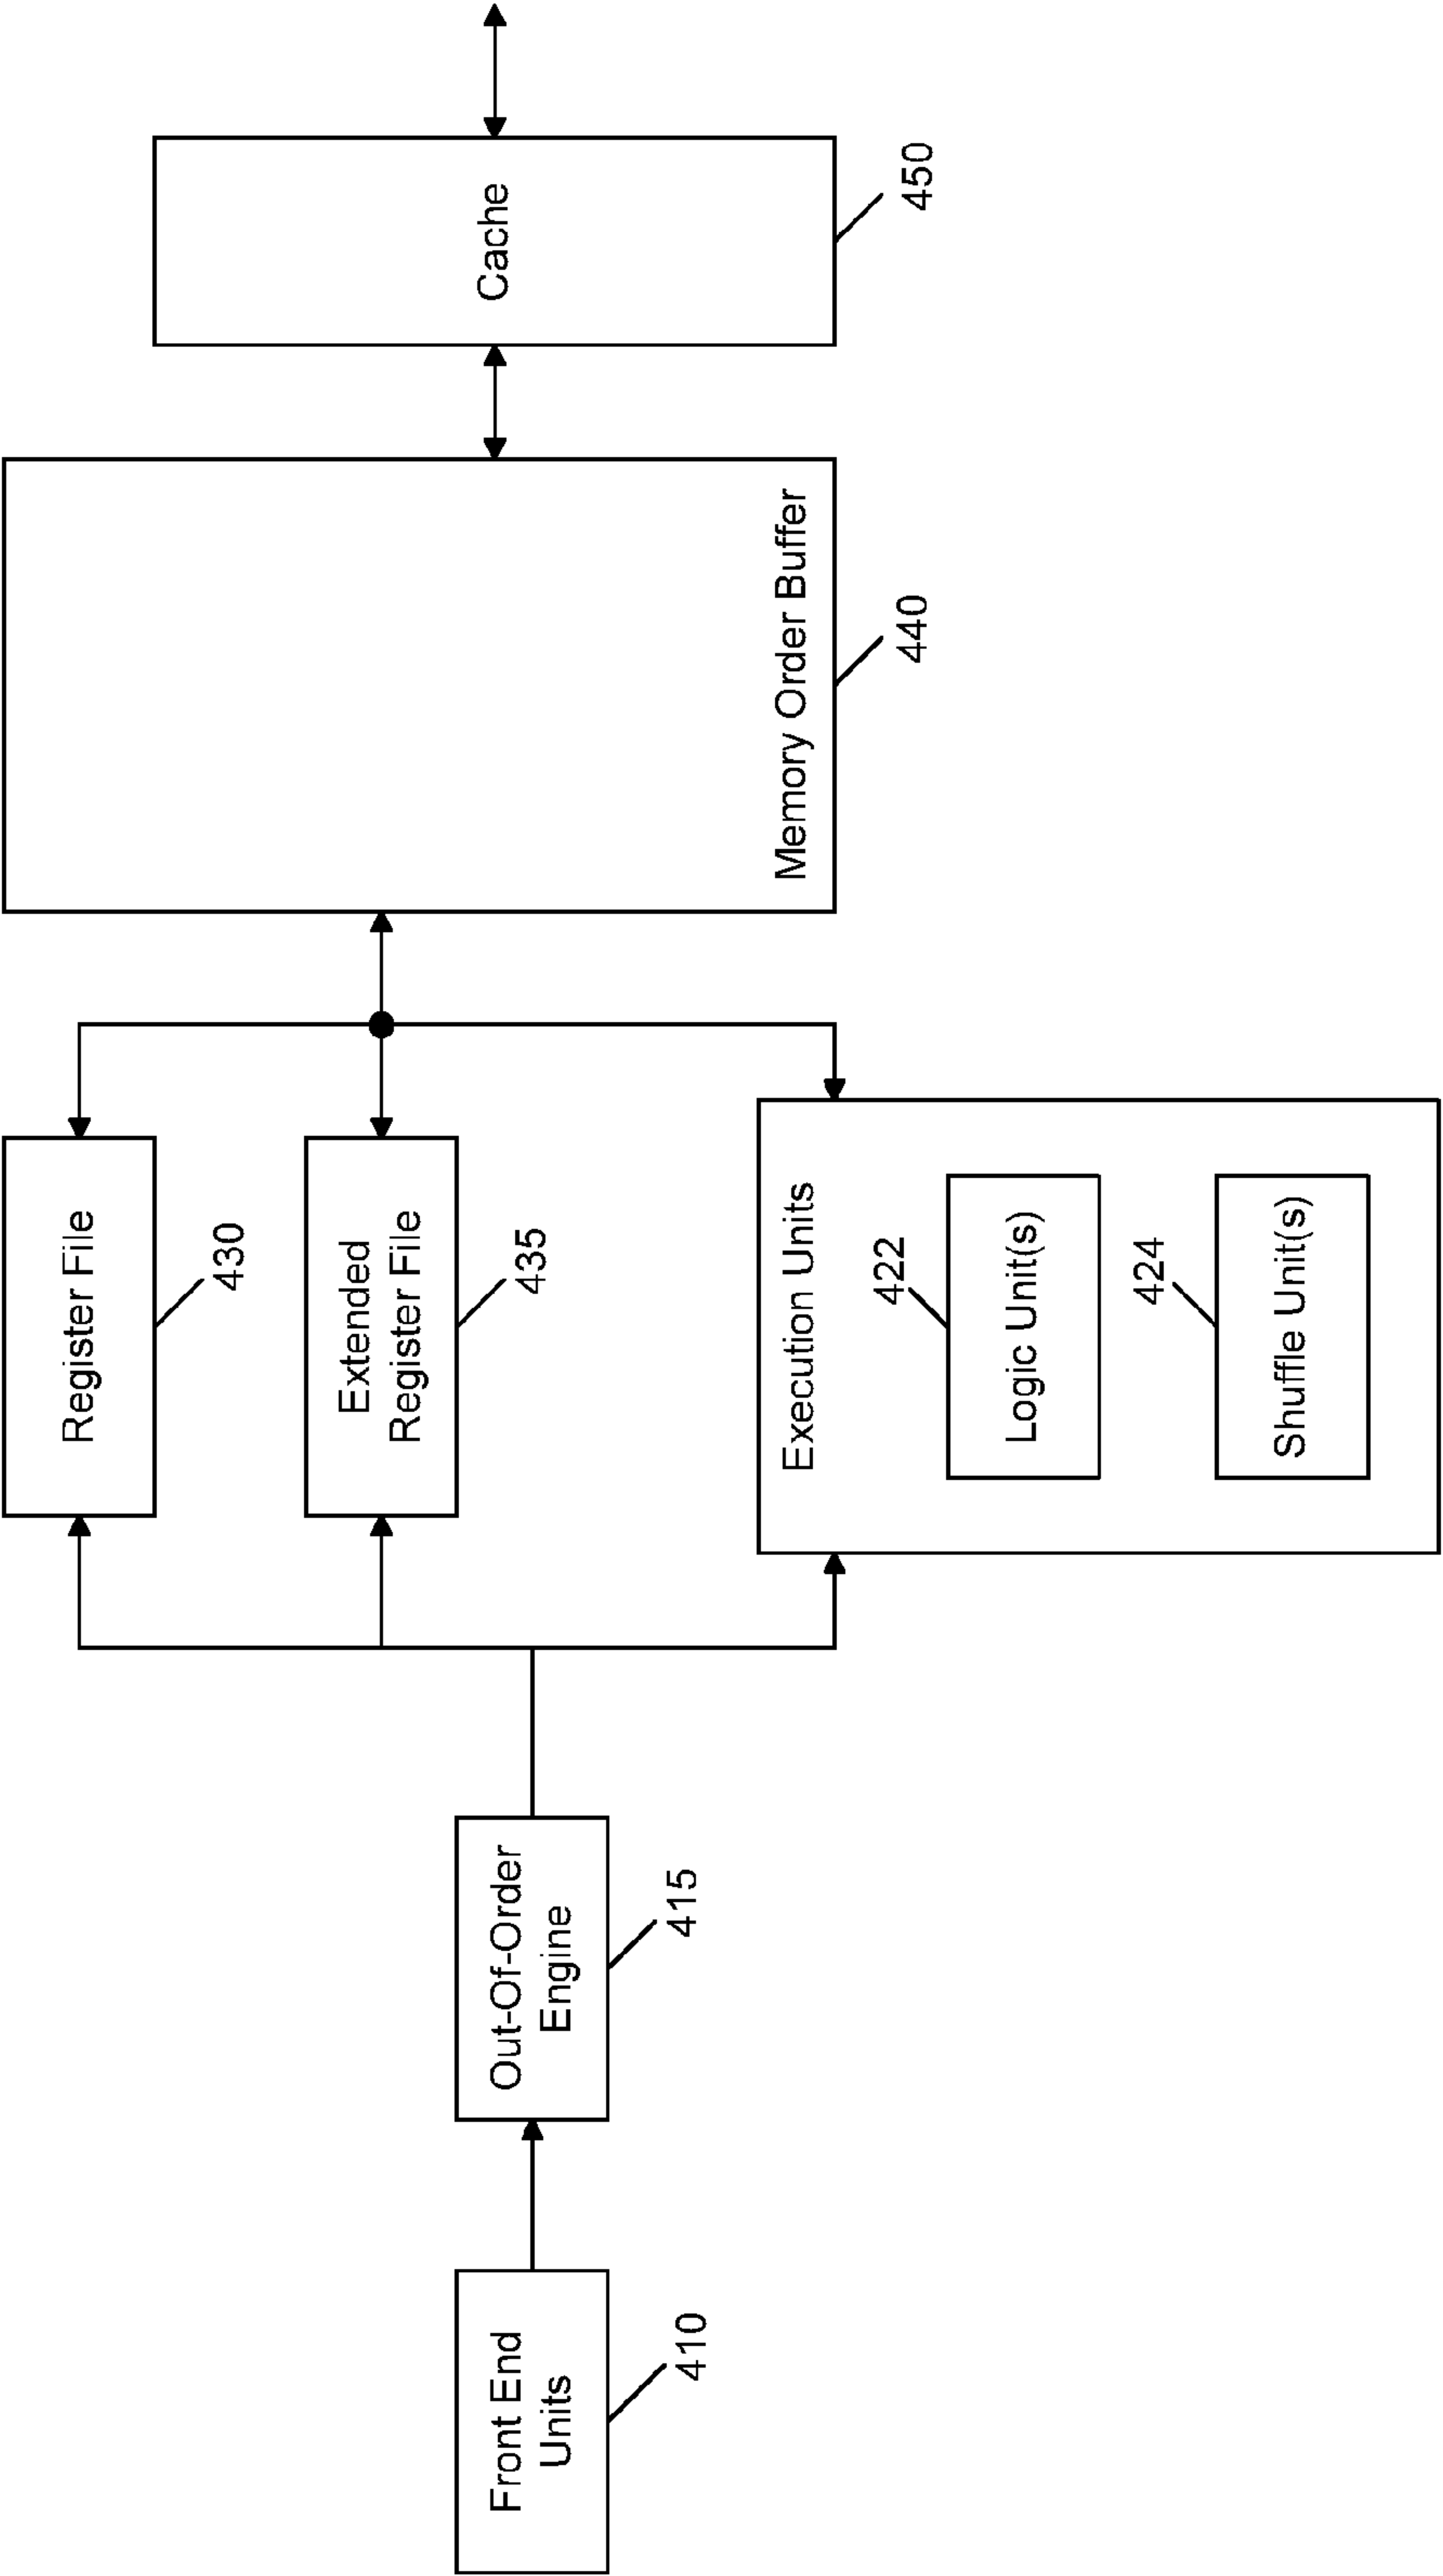 Front End
Units
410
Out-Of-Order
Engine
415
Register File
430
Extended
Register File
435
Execution Units
422
Logic Unit(s)
424
Shuffle Unit(s)
Memory Order Buffer
440
Cache
450